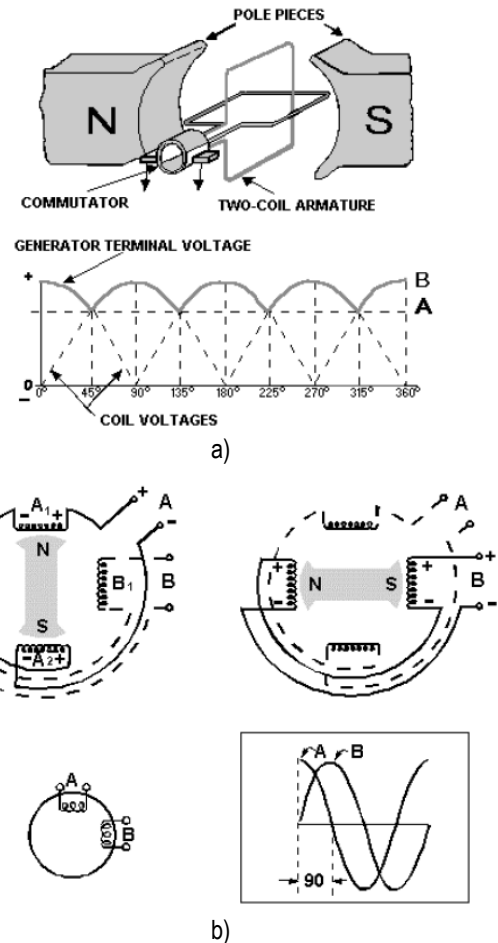 POLE PIECES
N
S
COMMUTATOR
TWO-COIL ARMATURE
GENERATOR TERMINAL VOLTAGE
+
B
A
0
–
0° 45° 90° 135° 180° 225° 270° 315° 360°
COIL VOLTAGES
a)
A1
- +
+
A
-
N
B1
B
S
-A2+
A
+ + +
N S B
- - -
A
B
A B
90
b)